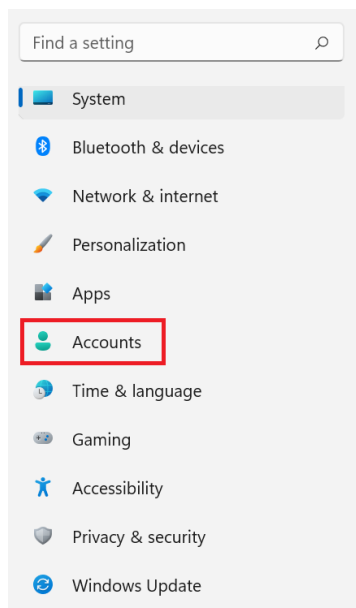 Find a setting
System
Bluetooth & devices
Network & internet
Personalization
Apps
Accounts
Time & language
Gaming
Accessibility
Privacy & security
Windows Update